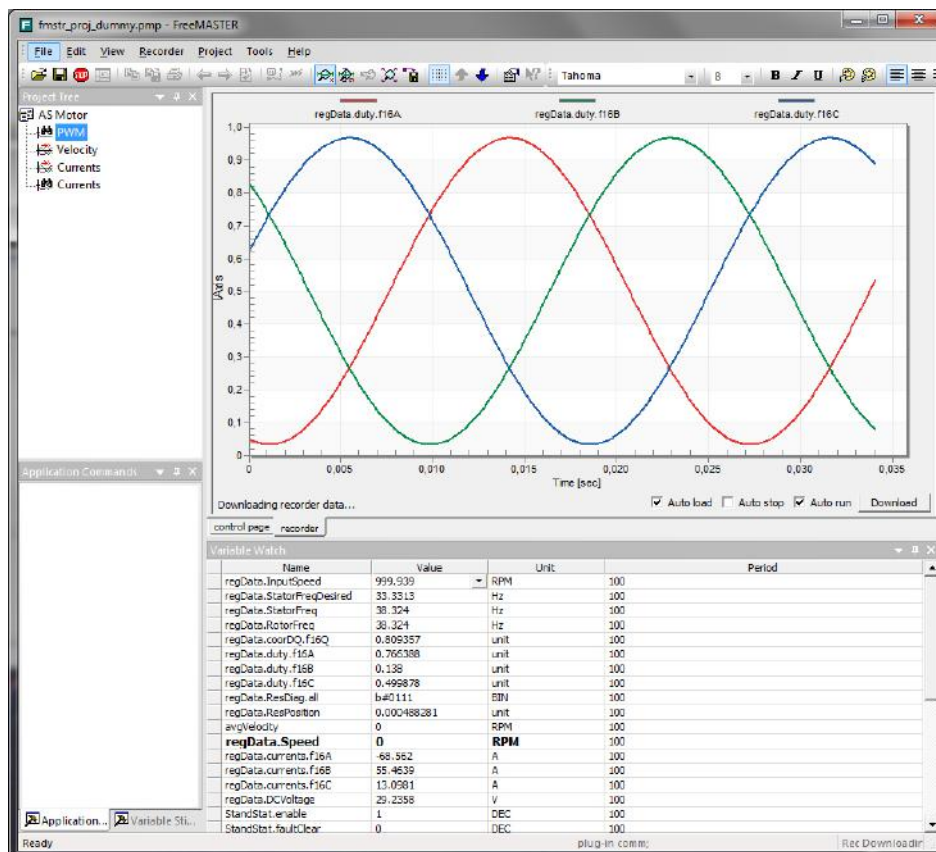 fmstr_proj_dummy.pmp - FreeMASTER
File Edit View Recorder Project Tools Help
Tahoma 8 B I U
Project Tree
AS Motor
PWM
Velocity
Currents
Currents
regData.duty.f16A regData.duty.f16B regData.duty.f16C
1,0
0,9
0,8
0,7
0,6
0,5
0,4
0,3
0,2
0,1
0
0 0,005 0,010 0,015 0,020 0,025 0,030 0,035
Time [sec]
Downloading recorder data... Auto load Auto stop Auto run Download
control page recorder
Application Commands
Variable Watch
Name Value Unit Period
regData.InputSpeed 999.939 RPM 100
regData.StatorFreqDesired 33.3313 Hz 100
regData.StatorFreq 38.324 Hz 100
regData.RotorFreq 38.324 Hz 100
regData.coorDQ.f16Q 0.809357 unit 100
regData.duty.f16A 0.766388 unit 100
regData.duty.f16B 0.138 unit 100
regData.duty.f16C 0.499878 unit 100
regData.ResDiag.all b#0111 BIN 100
regData.ResPosition 0.000488281 unit 100
avgVelocity 0 RPM 100
regData.Speed 0 RPM 100
regData.currents.f16A -68.562 A 100
regData.currents.f16B 55.4639 A 100
regData.currents.f16C 13.0981 A 100
regData.DCVoltage 29.2358 V 100
StandStat.enable 1 DEC 100
StandStat.faultClear 0 DEC 100
Application... Variable Sti...
Ready plug-in comm; Rec Downloadin